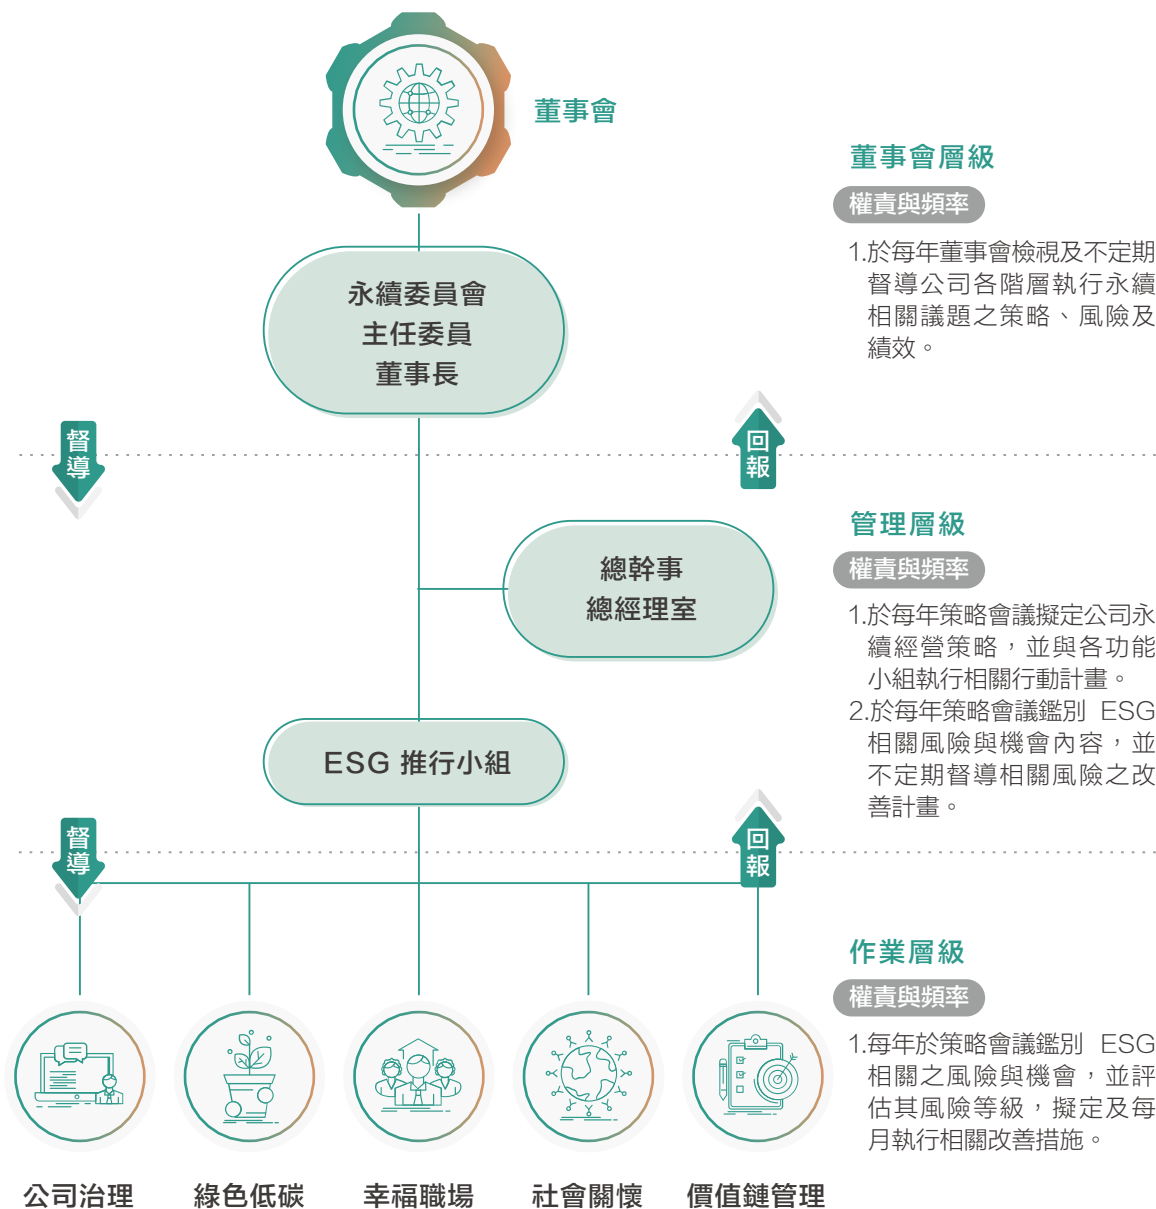 董事會
永續委員會
主任委員
董事長
董事會層級
權責與頻率
1.於每年董事會檢視及不定期
督導公司各階層執行永續
相關議題之策略、風險及
績效。
督導
回報
總幹事
總經理室
ESG 推行小組
管理層級
權責與頻率
1.於每年策略會議擬定公司永
續經營策略，並與各功能
小組執行相關行動計畫。
2.於每年策略會議鑑別 ESG
相關風險與機會內容，並
不定期督導相關風險之改
善計畫。
督導
回報
作業層級
權責與頻率
1.每年於策略會議鑑別 ESG
相關之風險與機會，並評
估其風險等級，擬定及每
月執行相關改善措施。
公司治理
綠色低碳
幸福職場
社會關懷
價值鏈管理